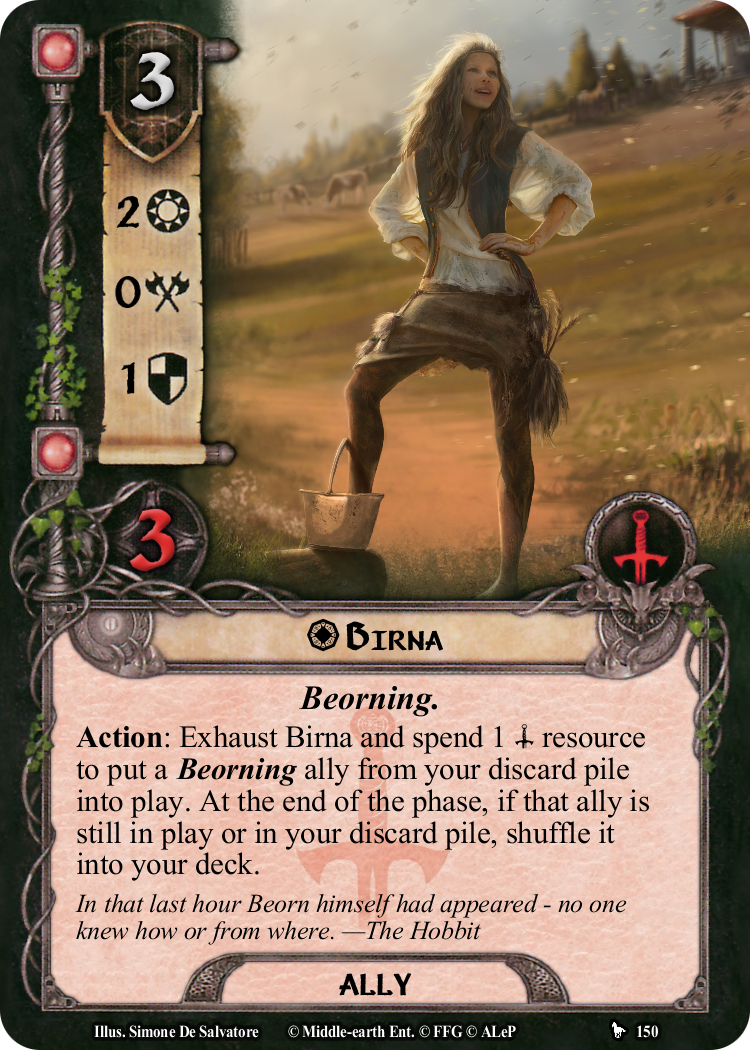 3
2
0
1
3
Birna
Beorning.
Action: Exhaust Birna and spend 1 resource
to put a Beorning ally from your discard pile
into play. At the end of the phase, if that ally is
still in play or in your discard pile, shuffle it
into your deck.
In that last hour Beorn himself had appeared - no one
knew how or from where. —The Hobbit
ALLY
Illus. Simone De Salvatore © Middle-earth Ent. © FFG © ALeP 150